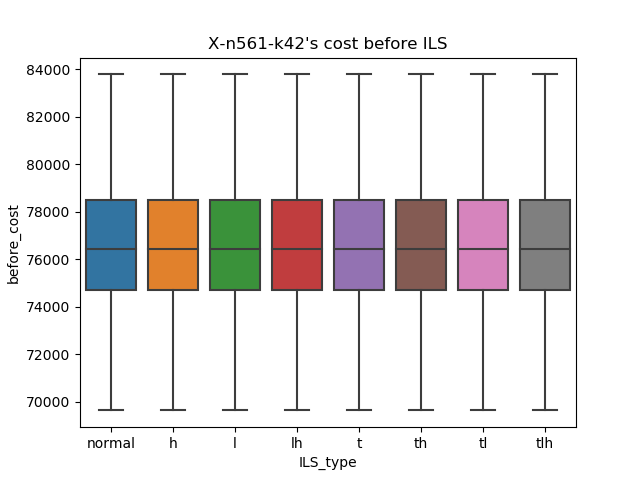 X-n561-k42's cost before ILS
84000
82000
80000
78000
76000
74000
72000
70000
before_cost
normal h l lh t th tl tlh
ILS_type